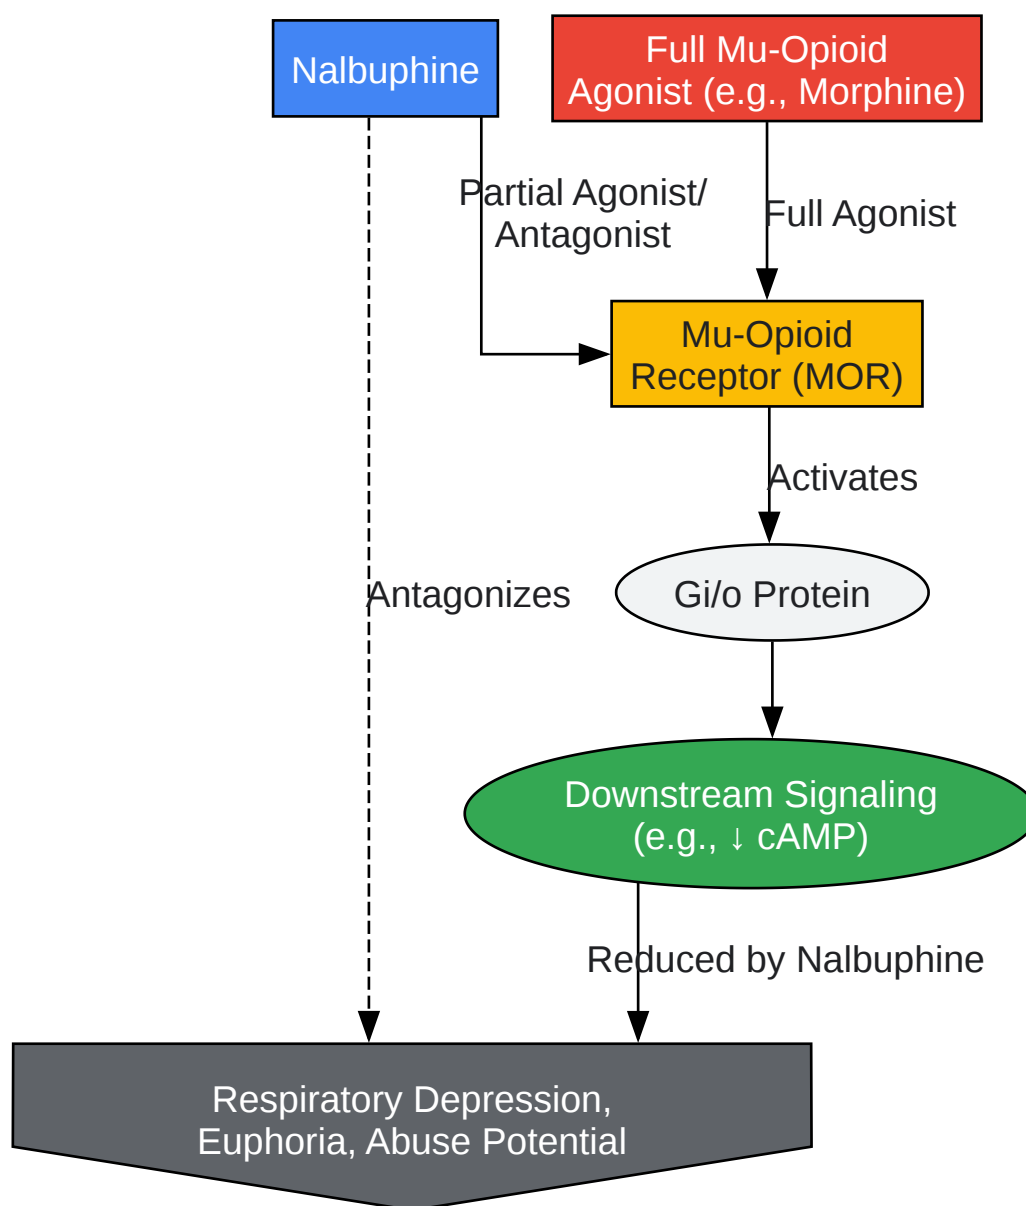 Nalbuphine
Full Mu-Opioid
Agonist (e.g., Morphine)
Partial Agonist/
Antagonist
Full Agonist
Mu-Opioid
Receptor (MOR)
Activates
Antagonizes
Gi/o Protein
Downstream Signaling
(e.g., ↓ cAMP)
Reduced by Nalbuphine
Respiratory Depression,
Euphoria, Abuse Potential